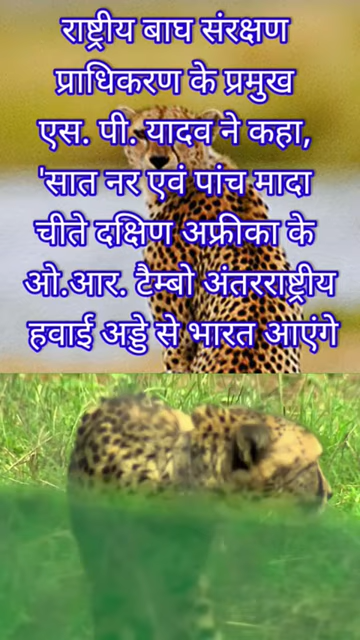 राष्ट्रीय बाघ संरक्षण
प्राधिकरण के प्रमुख
एस. पी. यादव ने कहा,
'सात नर एवं पांच मादा
चीते दक्षिण अफ्रीका के
ओ.आर. टैम्बो अंतरराष्ट्रीय
हवाई अड्डे से भारत आएंगे